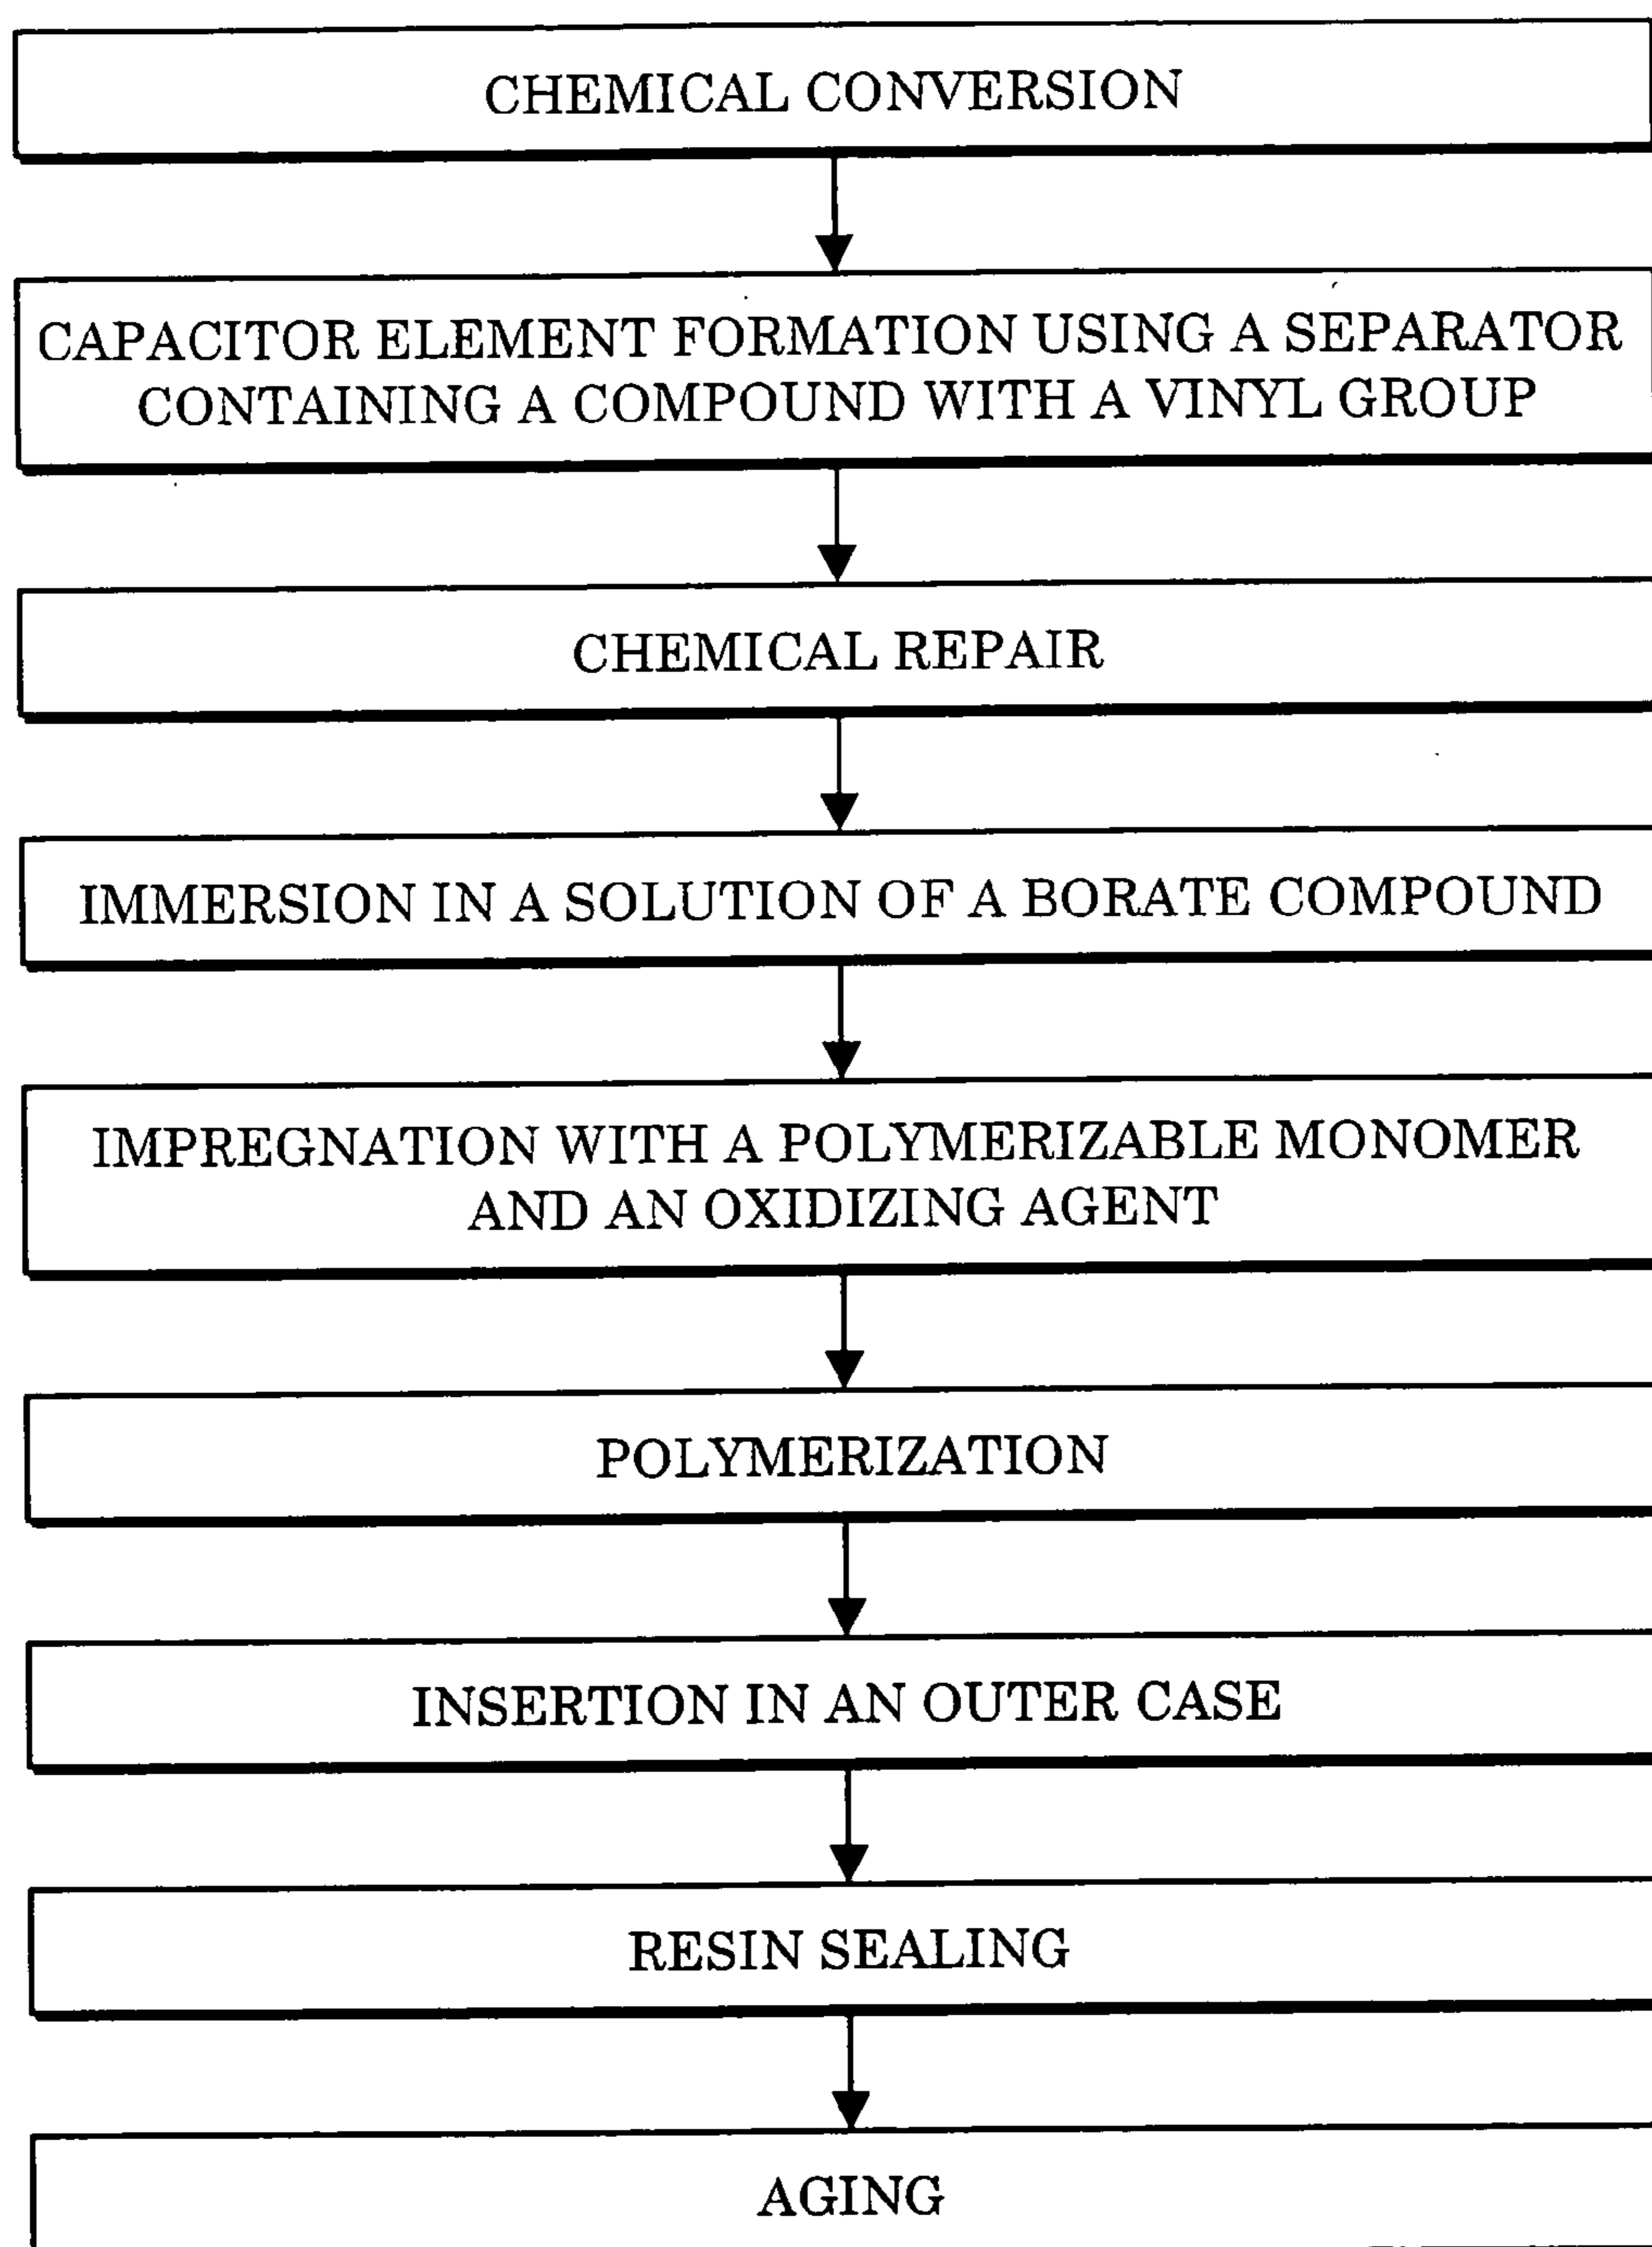 CHEMICAL CONVERSION
CAPACITOR ELEMENT FORMATION USING A SEPARATOR
CONTAINING A COMPOUND WITH A VINYL GROUP
CHEMICAL REPAIR
IMMERSION IN A SOLUTION OF A BORATE COMPOUND
IMPREGNATION WITH A POLYMERIZABLE MONOMER
AND AN OXIDIZING AGENT
POLYMERIZATION
INSERTION IN AN OUTER CASE
RESIN SEALING
AGING